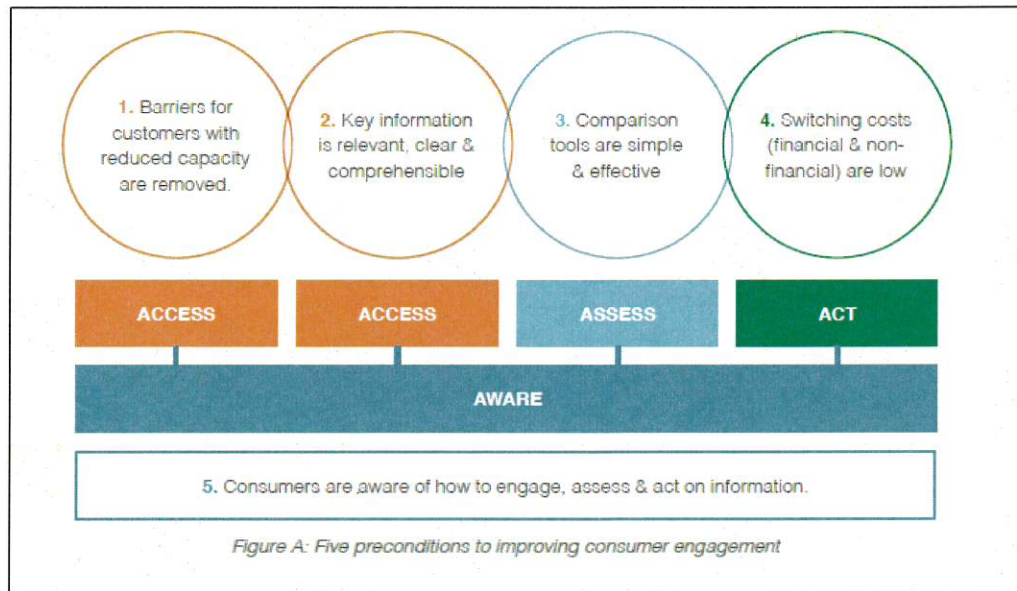 1. Barriers for
customers with
reduced capacity
are removed.
2. Key information
is relevant, clear &
comprehensible
3. Comparison
tools are simple
& effective
4. Switching costs
(financial & non-
financial) are low
ACCESS
ACCESS
ASSESS
ACT
AWARE
5. Consumers are aware of how to engage, assess & act on information.
Figure A: Five preconditions to improving consumer engagement